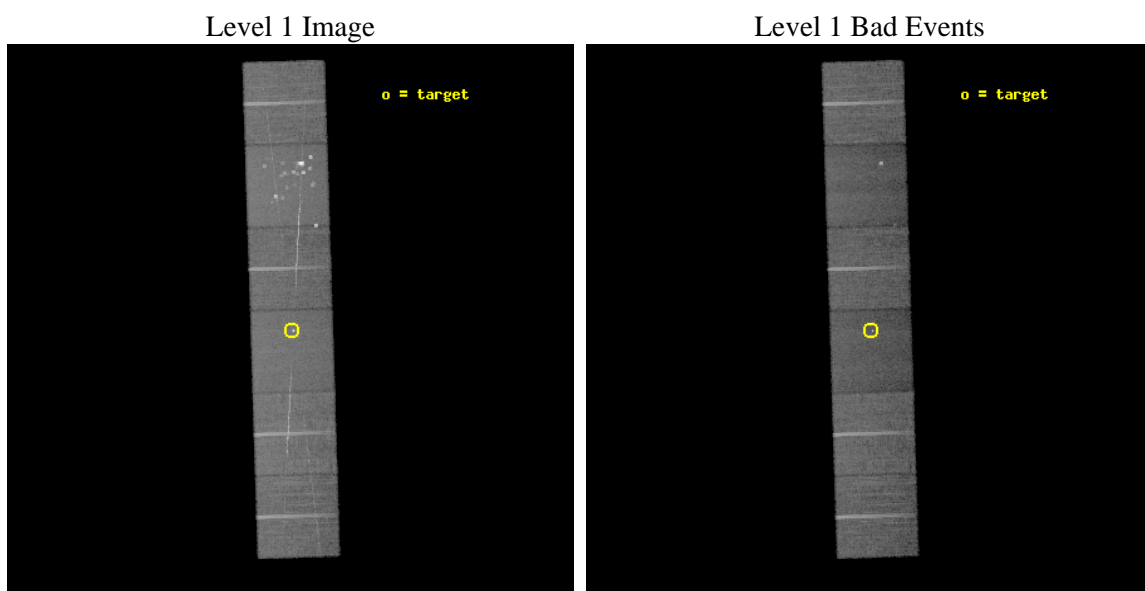 Level 1 Image
Level 1 Bad Events
o = target
o = target